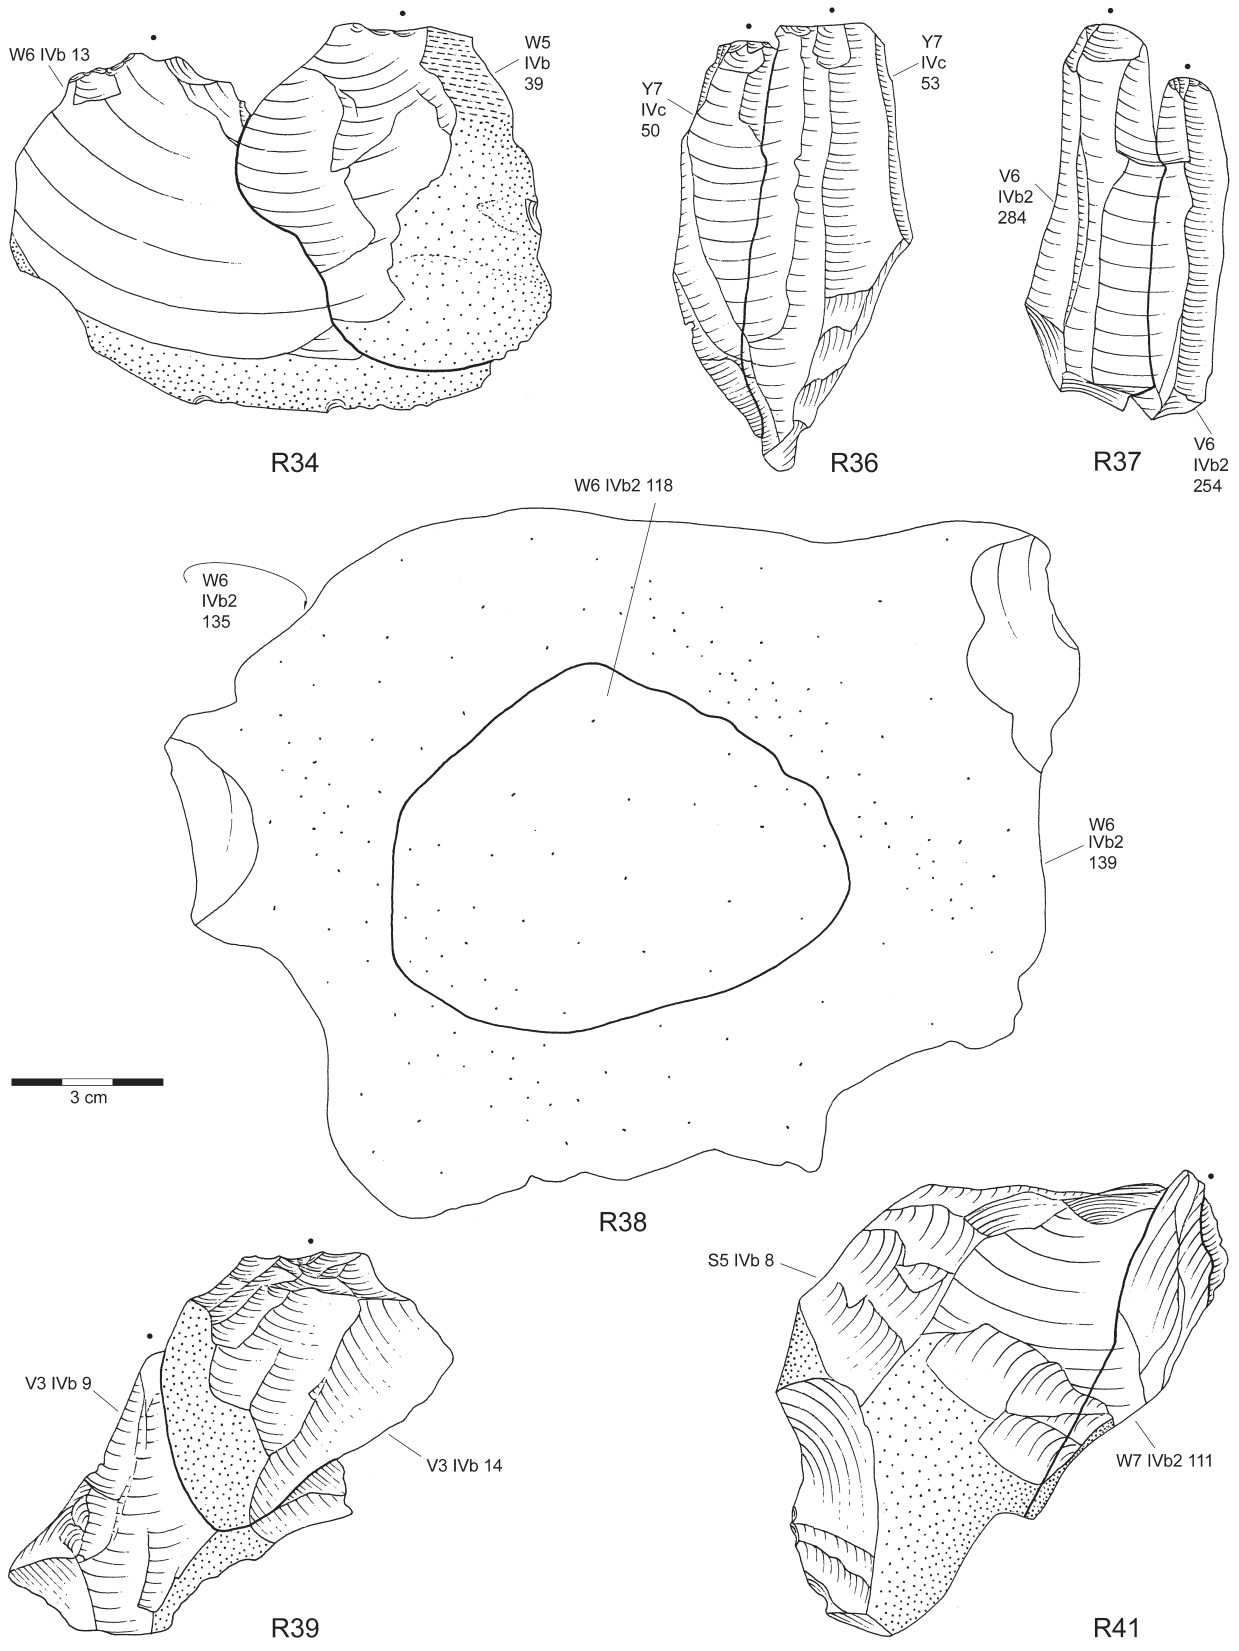 W6 IVb 13
W5
IVb
39
Y7
IVc
50
Y7
IVc
53
V6
IVb2
284
V6
IVb2
254
R34
R36
R37
W6 IVb2 118
W6
IVb2
135
W6
IVb2
139
3 cm
R38
S5 IVb 8
V3 IVb 9
V3 IVb 14
W7 IVb2 111
R39
R41